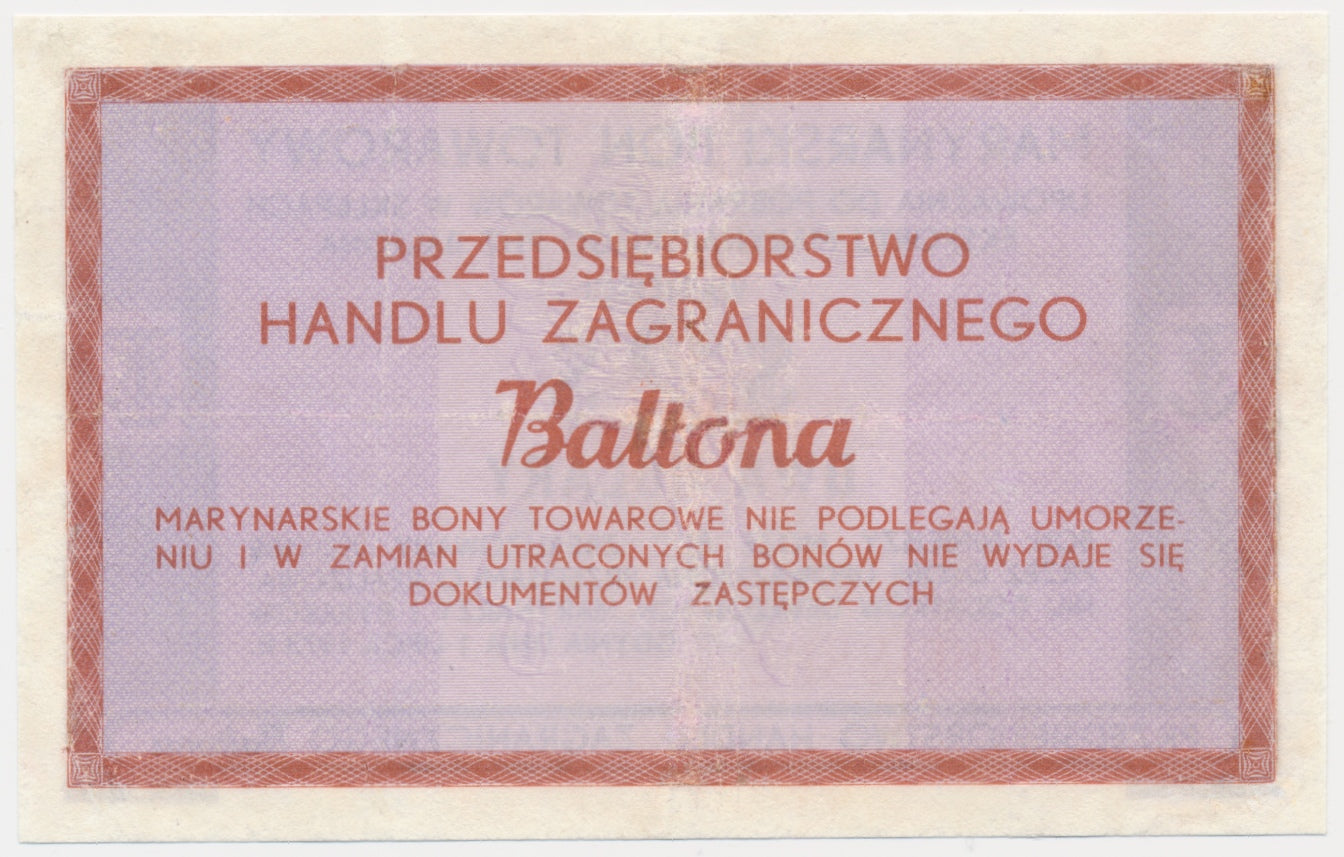 PRZEDSIĘBIORSTWO
HANDLU ZAGRANICZNEGO
Baltona
MARYNARSKIE BONY TOWAROWE NIE PODLEGAJĄ UMORZE-
NIU I W ZAMIAN UTRACONYCH BONÓW NIE WYDAJE SIĘ
DOKUMENTÓW ZASTĘPCZYCH